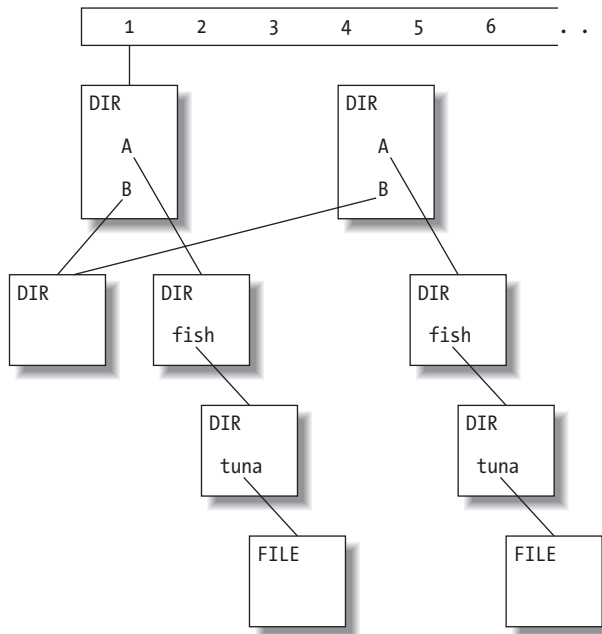 1 2 3 4 5 6 . .
DIR
A
B
DIR
A
B
DIR
DIR
fish
DIR
fish
DIR
tuna
DIR
tuna
FILE
FILE